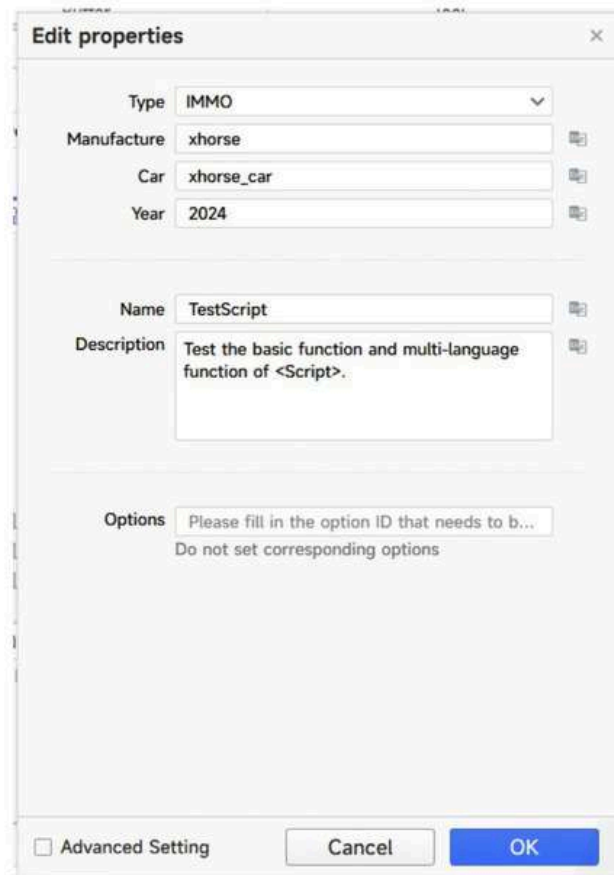 Edit properties
Type IMMO
Manufacture xhorse
Car xhorse_car
Year 2024
Name TestScript
Description Test the basic function and multi-language
function of <Script>.
Options Please fill in the option ID that needs to b...
Do not set corresponding options
Advanced Setting Cancel OK